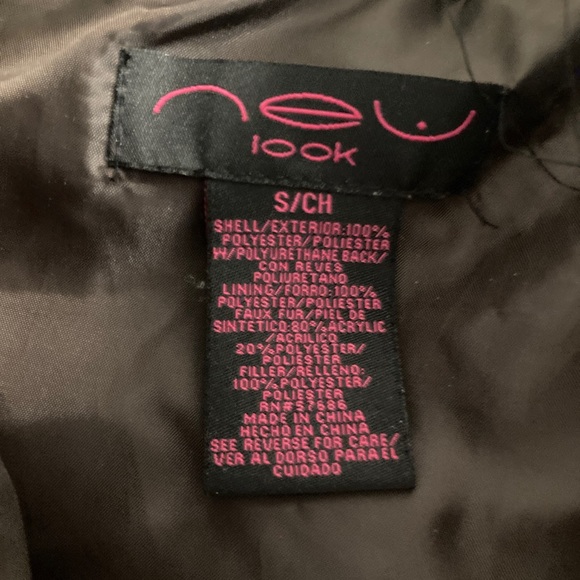 new
look
S/CH
SHELL/EXTERIOR:100%
POLYESTER/POLIESTER
W/POLYURETHANE BACK/
CON REVES
POLIURETANO
LINING/FORRO:100%
POLYESTER/POLIESTER
FAUX FUR/PIEL DE
SINTETICO:80%ACRYLIC
/ACRILICO
20%POLYESTER/
POLIESTER
FILLER/RELLENO:
100%POLYESTER/
POLIESTER
RN#57686
MADE IN CHINA
HECHO EN CHINA
SEE REVERSE FOR CARE/
VER AL DORSO PARA EL
CUIDADO